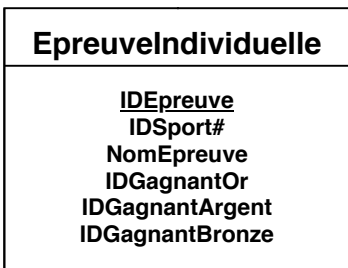 EpreuveIndividuelle
IDEpreuve
IDSport#
NomEpreuve
IDGagnantOr
IDGagnantArgent
IDGagnantBronze